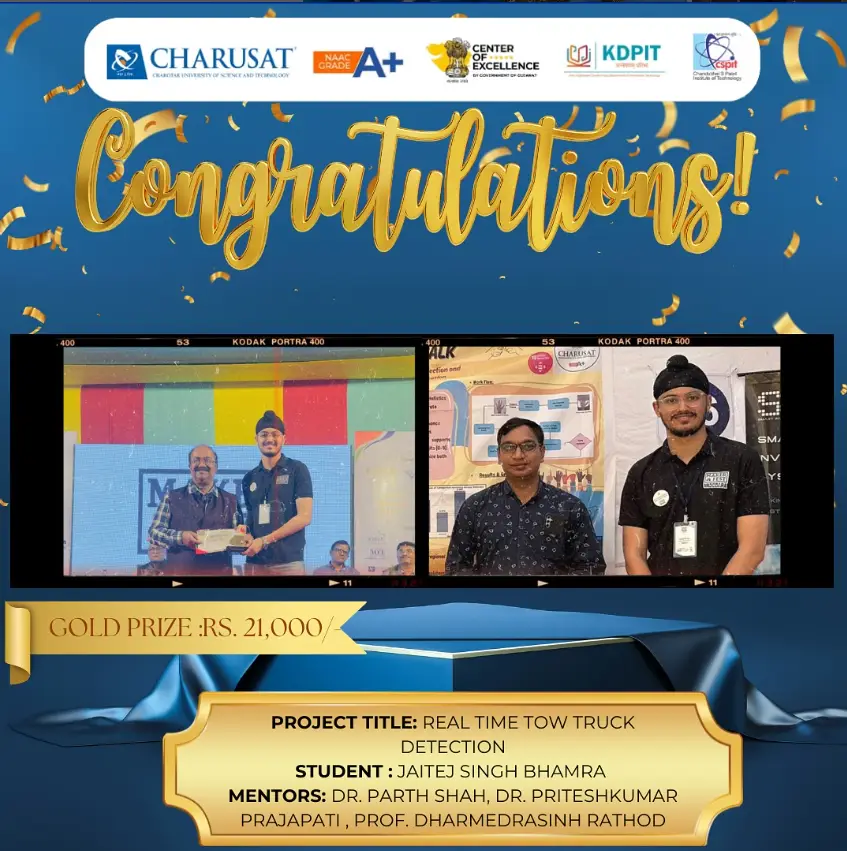 CHARUSAT
CHAROTAR UNIVERSITY OF SCIENCE AND TECHNOLOGY
NAAC GRADE A+
CENTER OF EXCELLENCE
BY GOVERNMENT OF GUJARAT
KDPIT
cspit
Chandubhai S Patel
Institute of Technology
Congratulations!
400 53 KODAK PORTRA 400
400 53 KODAK PORTRA 400
CHARUSAT
11
11
GOLD PRIZE :RS. 21,000/-
PROJECT TITLE: REAL TIME TOW TRUCK
DETECTION
STUDENT : JAITEJ SINGH BHAMRA
MENTORS: DR. PARTH SHAH, DR. PRITESHKUMAR
PRAJAPATI , PROF. DHARMEDRASINH RATHOD